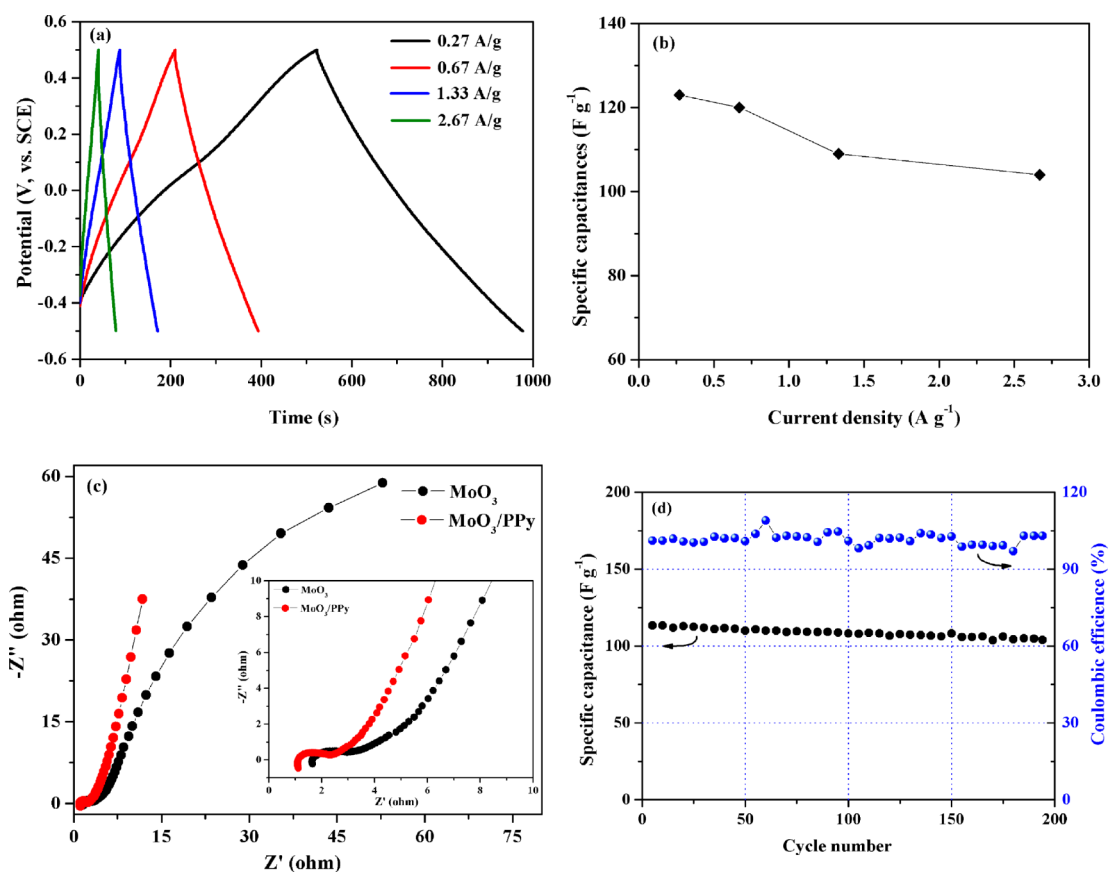 (a)
0.27 A/g
0.67 A/g
1.33 A/g
2.67 A/g
0.6
0.4
0.2
0.0
-0.2
-0.4
-0.6
Potential (V, vs. SCE)
0
200
400
600
800
1000
Time (s)
(b)
140
120
100
80
60
Specific capacitances (F g⁻¹)
0.0
0.5
1.0
1.5
2.0
2.5
3.0
Current density (A g⁻¹)
(c)
MoO₃
MoO₃/PPy
60
45
30
15
0
-Z'' (ohm)
0
15
30
45
60
75
Z' (ohm)
MoO₃
MoO₃/PPy
10
8
6
4
2
0
-Z'' (ohm)
0
2
4
6
8
10
Z' (ohm)
(d)
200
150
100
50
0
Specific capacitance (F g⁻¹)
120
90
60
30
0
Coulombic efficience (%)
0
50
100
150
200
Cycle number